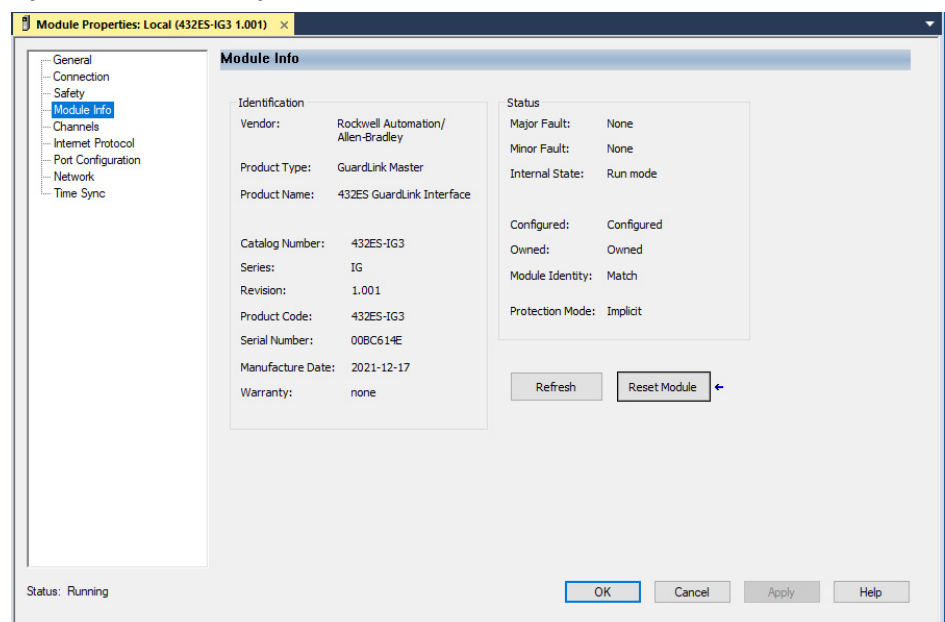 Module Properties: Local (432ES-IG3 1.001) ×
General
Connection
Safety
Module Info
Channels
Internet Protocol
Port Configuration
Network
Time Sync
Module Info
Identification
Vendor: Rockwell Automation/
Allen-Bradley
Product Type: GuardLink Master
Product Name: 432ES GuardLink Interface
Catalog Number: 432ES-IG3
Series: IG
Revision: 1.001
Product Code: 432ES-IG3
Serial Number: 00BC614E
Manufacture Date: 2021-12-17
Warranty: none
Status
Major Fault: None
Minor Fault: None
Internal State: Run mode
Configured: Configured
Owned: Owned
Module Identity: Match
Protection Mode: Implicit
Refresh Reset Module ←
Status: Running
OK Cancel Apply Help